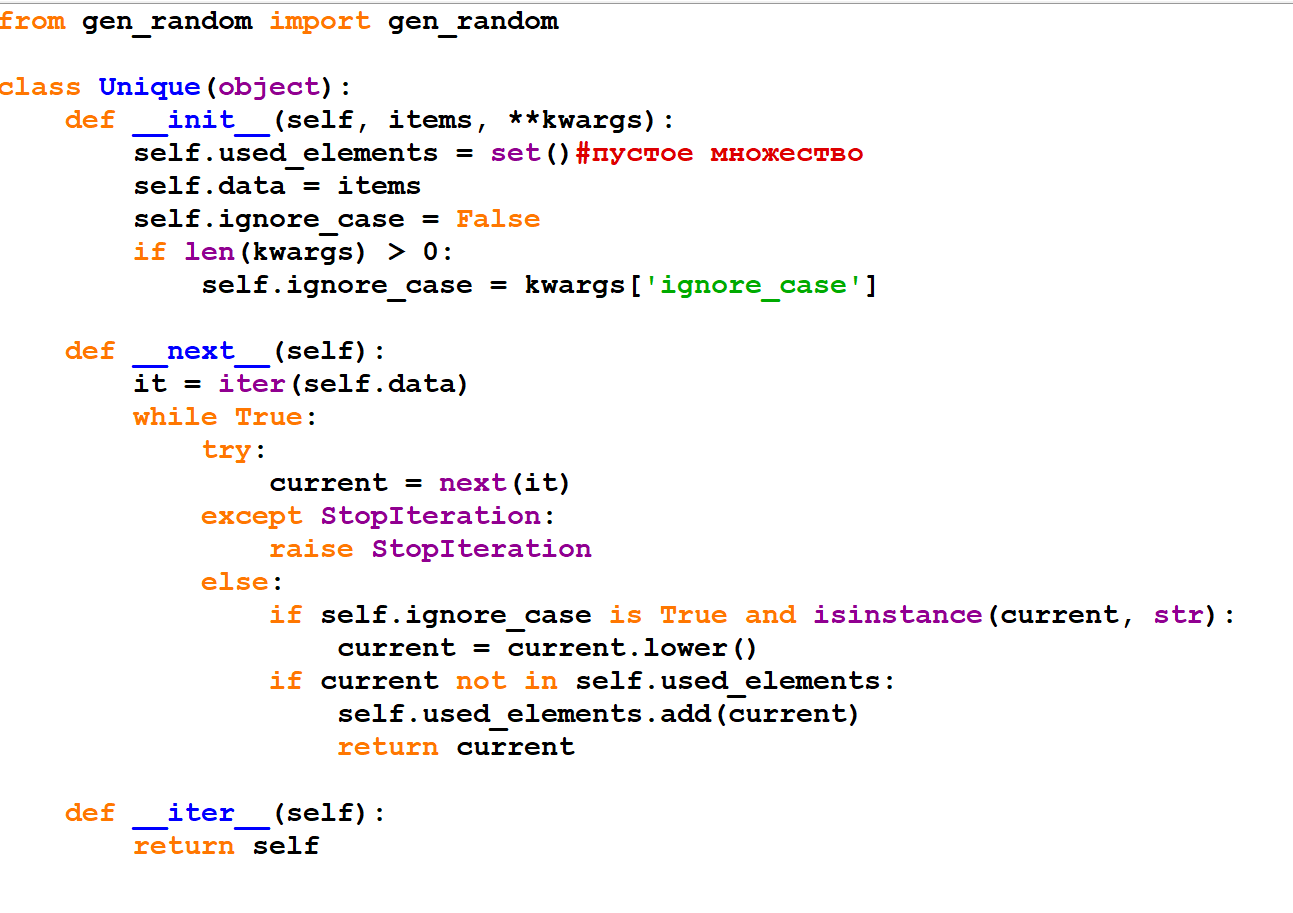 from gen_random import gen_random

class Unique(object):
    def __init__(self, items, **kwargs):
        self.used_elements = set()#пустое множество
        self.data = items
        self.ignore_case = False
        if len(kwargs) > 0:
            self.ignore_case = kwargs['ignore_case']

    def __next__(self):
        it = iter(self.data)
        while True:
            try:
                current = next(it)
            except StopIteration:
                raise StopIteration
            else:
                if self.ignore_case is True and isinstance(current, str):
                    current = current.lower()
                if current not in self.used_elements:
                    self.used_elements.add(current)
                    return current

    def __iter__(self):
        return self